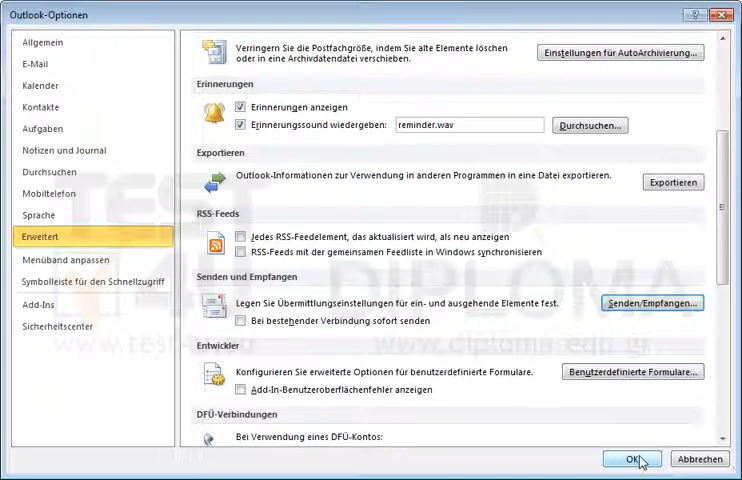 Outlook-Optionen
Allgemein
E-Mail
Kalender
Kontakte
Aufgaben
Notizen und Journal
Durchsuchen
Mobiltelefon
Sprache
Erweitert
Menüband anpassen
Symbolleiste für den Schnellzugriff
Add-Ins
Sicherheitscenter
Verringern Sie die Postfachgröße, indem Sie alte Elemente löschen
oder in eine Archivdatendatei verschieben.
Einstellungen für AutoArchivierung...
Erinnerungen
Erinnerungen anzeigen
Erinnerungssound wiedergeben: reminder.wav Durchsuchen...
Exportieren
Outlook-Informationen zur Verwendung in anderen Programmen in eine Datei exportieren.
Exportieren
RSS-Feeds
Jedes RSS-Feedelement, das aktualisiert wird, als neu anzeigen
RSS-Feeds mit der gemeinsamen Feedliste in Windows synchronisieren
Senden und Empfangen
Legen Sie Übermittlungseinstellungen für ein- und ausgehende Elemente fest. Senden/Empfangen...
Bei bestehender Verbindung sofort senden
Entwickler
Konfigurieren Sie erweiterte Optionen für benutzerdefinierte Formulare. Benutzerdefinierte Formulare...
Add-In-Benutzeroberflächenfehler anzeigen
DFÜ-Verbindungen
Bei Verwendung eines DFÜ-Kontos:
OK Abbrechen
TEST
4U DIPLOMA
www.diploma.edu.gr